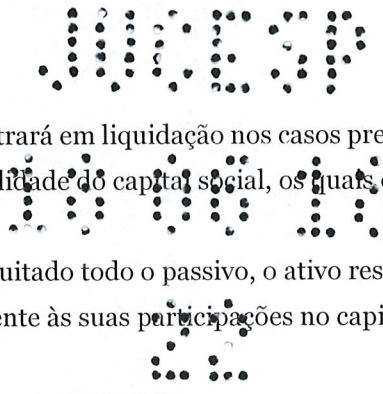 JUCESP
trará em liquidação nos casos pre
lidade do capital social, os quais
uitado todo o passivo, o ativo res
ente às suas participações no capi
22